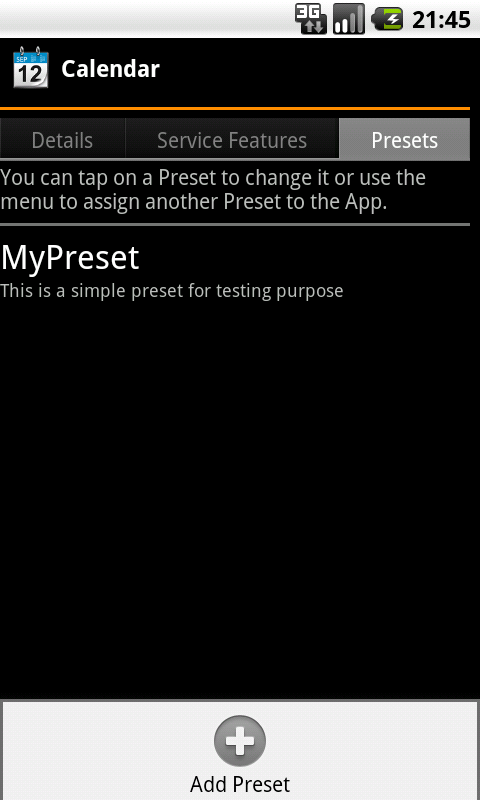 3G
21:45
SEP
12
Calendar
Details
Service Features
Presets
You can tap on a Preset to change it or use the
menu to assign another Preset to the App.
MyPreset
This is a simple preset for testing purpose
Add Preset